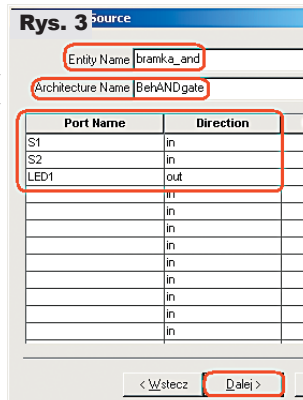 Rys. 3 Source
Entity Name bramka_and
Architecture Name BehANDgate
Port Name Direction
S1 in
S2 in
LED1 out
in
in
in
in
in
in
in
in
< Wstecz Dalej >